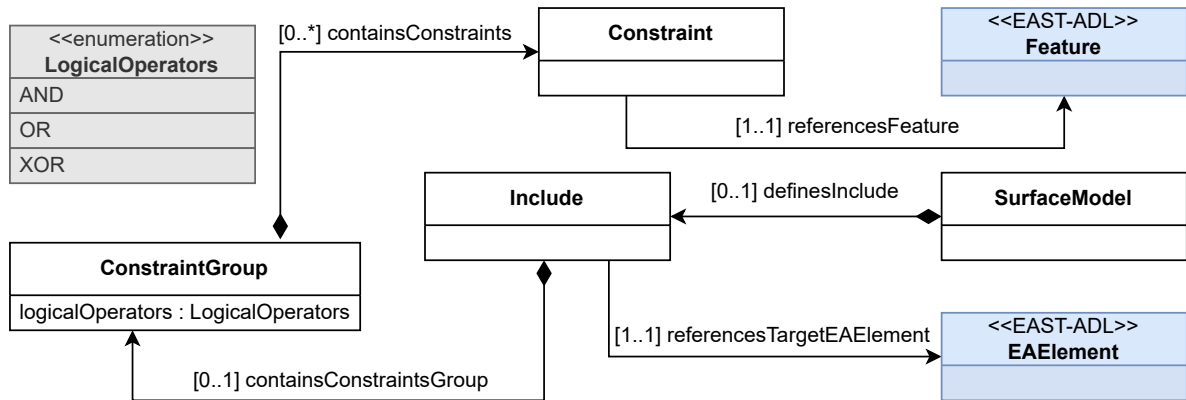 <<enumeration>>
LogicalOperators
AND
OR
XOR
[0..*] containsConstraints
Constraint
<<EAST-ADL>>
Feature
[1..1] referencesFeature
Include
[0..1] definesInclude
SurfaceModel
ConstraintGroup
logicalOperators : LogicalOperators
[1..1] referencesTargetEAElement
<<EAST-ADL>>
EAElement
[0..1] containsConstraintsGroup